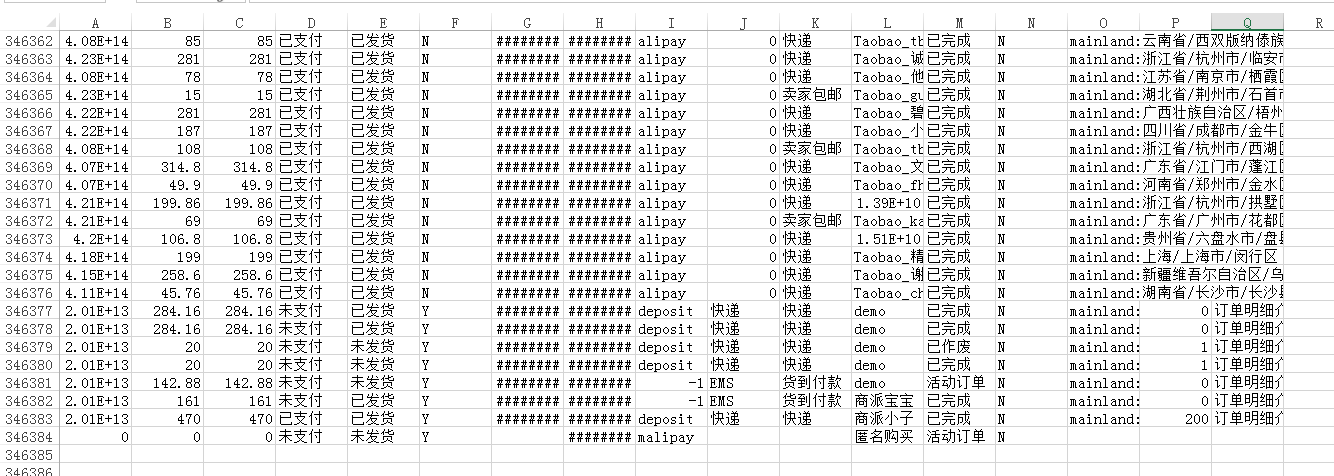 A B C D E F G H I J K L M N O P Q R
346362 4.08E+14 85 85 已支付 已发货 N ######## ######## alipay 0 快递 Taobao_tb 已完成 N mainland:云南省/西双版纳傣族
346363 4.23E+14 281 281 已支付 已发货 N ######## ######## alipay 0 快递 Taobao_诚 已完成 N mainland:浙江省/杭州市/临安市
346364 4.08E+14 78 78 已支付 已发货 N ######## ######## alipay 0 快递 Taobao_他 已完成 N mainland:江苏省/南京市/栖霞
346365 4.23E+14 15 15 已支付 已发货 N ######## ######## alipay 0 卖家包邮 Taobao_gu 已完成 N mainland:湖北省/荆州市/石首市
346366 4.22E+14 281 281 已支付 已发货 N ######## ######## alipay 0 快递 Taobao_碧 已完成 N mainland:广西壮族自治区/梧州
346367 4.22E+14 187 187 已支付 已发货 N ######## ######## alipay 0 快递 Taobao_小 已完成 N mainland:四川省/成都市/金牛
346368 4.08E+14 108 108 已支付 已发货 N ######## ######## alipay 0 卖家包邮 Taobao_tb 已完成 N mainland:浙江省/杭州市/西湖
346369 4.07E+14 314.8 314.8 已支付 已发货 N ######## ######## alipay 0 快递 Taobao_文 已完成 N mainland:广东省/江门市/蓬江
346370 4.07E+14 49.9 49.9 已支付 已发货 N ######## ######## alipay 0 快递 Taobao_fh 已完成 N mainland:河南省/郑州市/金水
346371 4.21E+14 199.86 199.86 已支付 已发货 N ######## ######## alipay 0 快递 1.39E+10 已完成 N mainland:浙江省/杭州市/拱墅
346372 4.21E+14 69 69 已支付 已发货 N ######## ######## alipay 0 卖家包邮 Taobao_ka 已完成 N mainland:广东省/广州市/花都
346373 4.2E+14 106.8 106.8 已支付 已发货 N ######## ######## alipay 0 快递 1.51E+10 已完成 N mainland:贵州省/六盘水市/盘县
346374 4.18E+14 199 199 已支付 已发货 N ######## ######## alipay 0 快递 Taobao_精 已完成 N mainland:上海/上海市/闵行区
346375 4.15E+14 258.6 258.6 已支付 已发货 N ######## ######## alipay 0 快递 Taobao_谢 已完成 N mainland:新疆维吾尔自治区/乌
346376 4.11E+14 45.76 45.76 已支付 已发货 N ######## ######## alipay 0 快递 Taobao_ch 已完成 N mainland:湖南省/长沙市/长沙县
346377 2.01E+13 284.16 284.16 未支付 已发货 Y ######## ######## deposit 快递 快递 demo 已完成 N mainland: 0 订单明细介
346378 2.01E+13 284.16 284.16 未支付 已发货 Y ######## ######## deposit 快递 快递 demo 已完成 N mainland: 0 订单明细介
346379 2.01E+13 20 20 未支付 未发货 Y ######## ######## deposit 快递 快递 demo 已作废 N mainland: 1 订单明细介
346380 2.01E+13 20 20 未支付 未发货 Y ######## ######## deposit 快递 快递 demo 已完成 N mainland: 1 订单明细介
346381 2.01E+13 142.88 142.88 未支付 未发货 Y ######## ######## -1 EMS 货到付款 demo 活动订单 N mainland: 0 订单明细介
346382 2.01E+13 161 161 未支付 已发货 Y ######## ######## -1 EMS 货到付款 商派宝宝 已完成 N mainland: 0 订单明细介
346383 2.01E+13 470 470 已支付 已发货 Y ######## ######## deposit 快递 快递 商派小子 已完成 N mainland: 200 订单明细介
346384 0 0 0 未支付 未发货 Y ######## malipay 匿名购买 活动订单 N
346385
346386